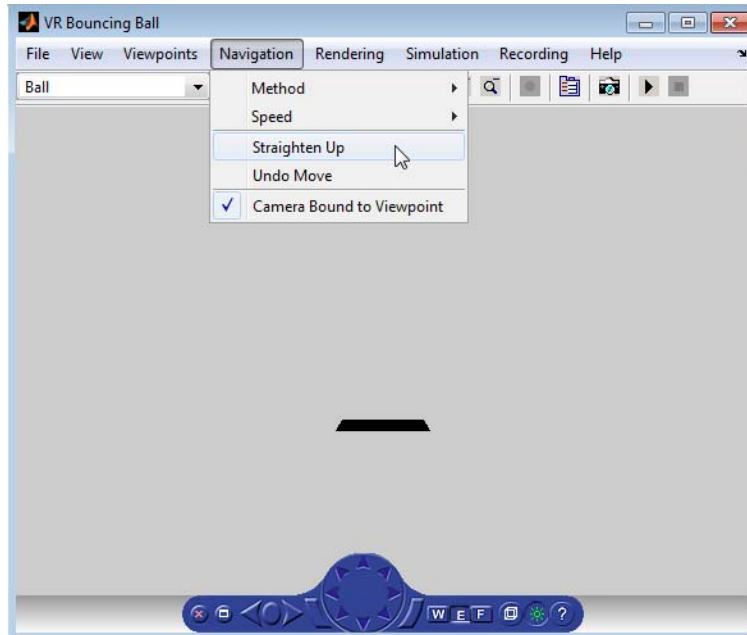 VR Bouncing Ball
File View Viewpoints Navigation Rendering Simulation Recording Help
Ball
Method
Speed
Straighten Up
Undo Move
Camera Bound to Viewpoint
W E F ?